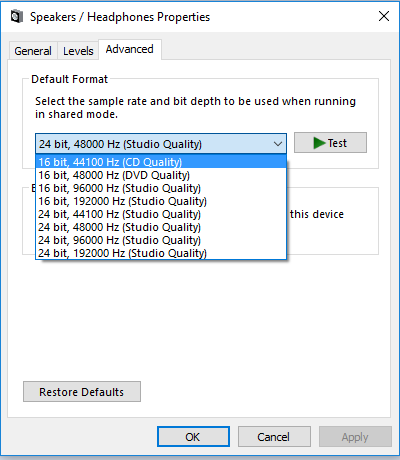 Speakers / Headphones Properties
General Levels Advanced
Default Format
Select the sample rate and bit depth to be used when running
in shared mode.
24 bit, 48000 Hz (Studio Quality)
Test
16 bit, 44100 Hz (CD Quality)
16 bit, 48000 Hz (DVD Quality)
16 bit, 96000 Hz (Studio Quality)
16 bit, 192000 Hz (Studio Quality)
24 bit, 44100 Hz (Studio Quality)
this device
24 bit, 48000 Hz (Studio Quality)
24 bit, 96000 Hz (Studio Quality)
24 bit, 192000 Hz (Studio Quality)
Restore Defaults
OK Cancel Apply